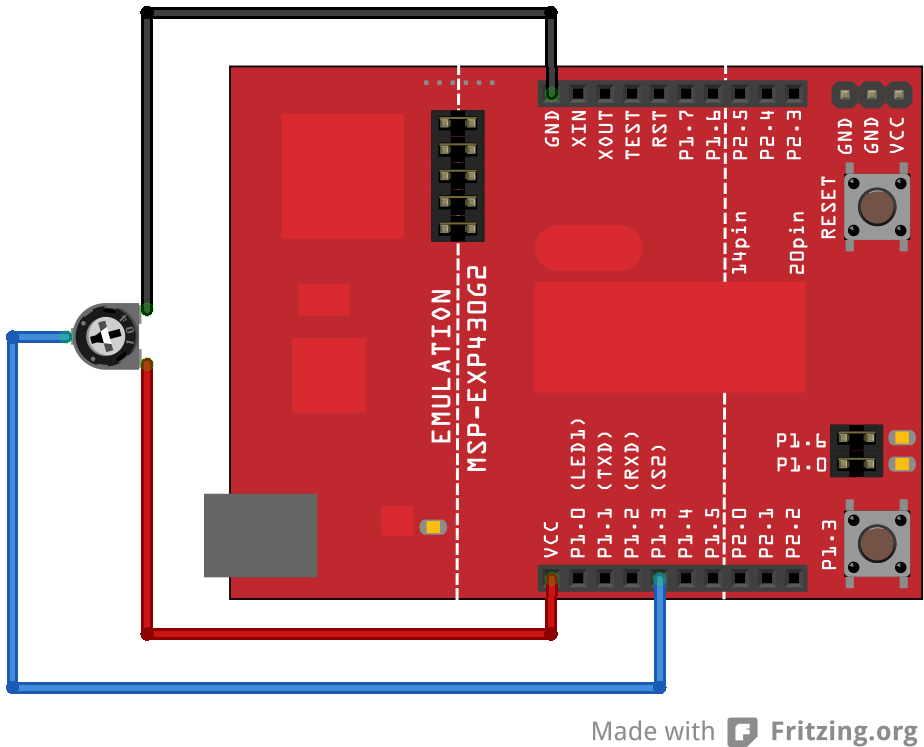 GND
XIN
XOUT
TEST
RST
P1.7
P1.6
P2.5
P2.4
P2.3
GND
GND
VCC
RESET
14pin
20pin
EMULATION
MSP-EXP430G2
104
P1.6
P1.0
VCC
P1.0 (LED1)
P1.1 (TXD)
P1.2 (RXD)
P1.3 (S2)
P1.4
P1.5
P2.0
P2.1
P2.2
P1.3
Made with Fritzing.org